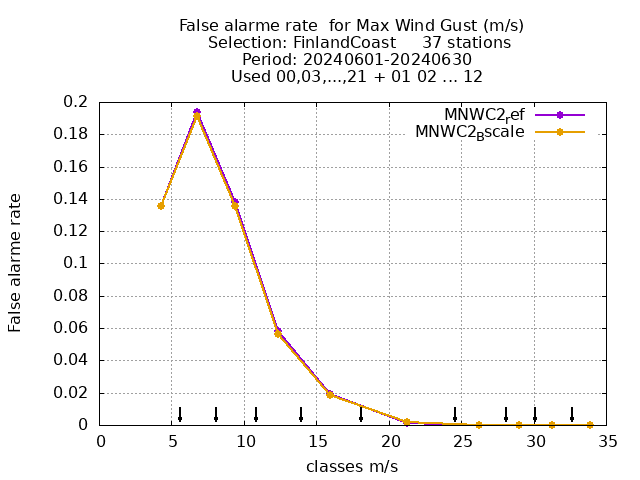 False alarme rate  for Max Wind Gust (m/s)
Selection: FinlandCoast     37 stations
Period: 20240601-20240630
Used 00,03,...,21 + 01 02 ... 12
MNWC2ref
MNWC2Bscale
False alarme rate
0.2
0.18
0.16
0.14
0.12
0.1
0.08
0.06
0.04
0.02
0
0 5 10 15 20 25 30 35
classes m/s